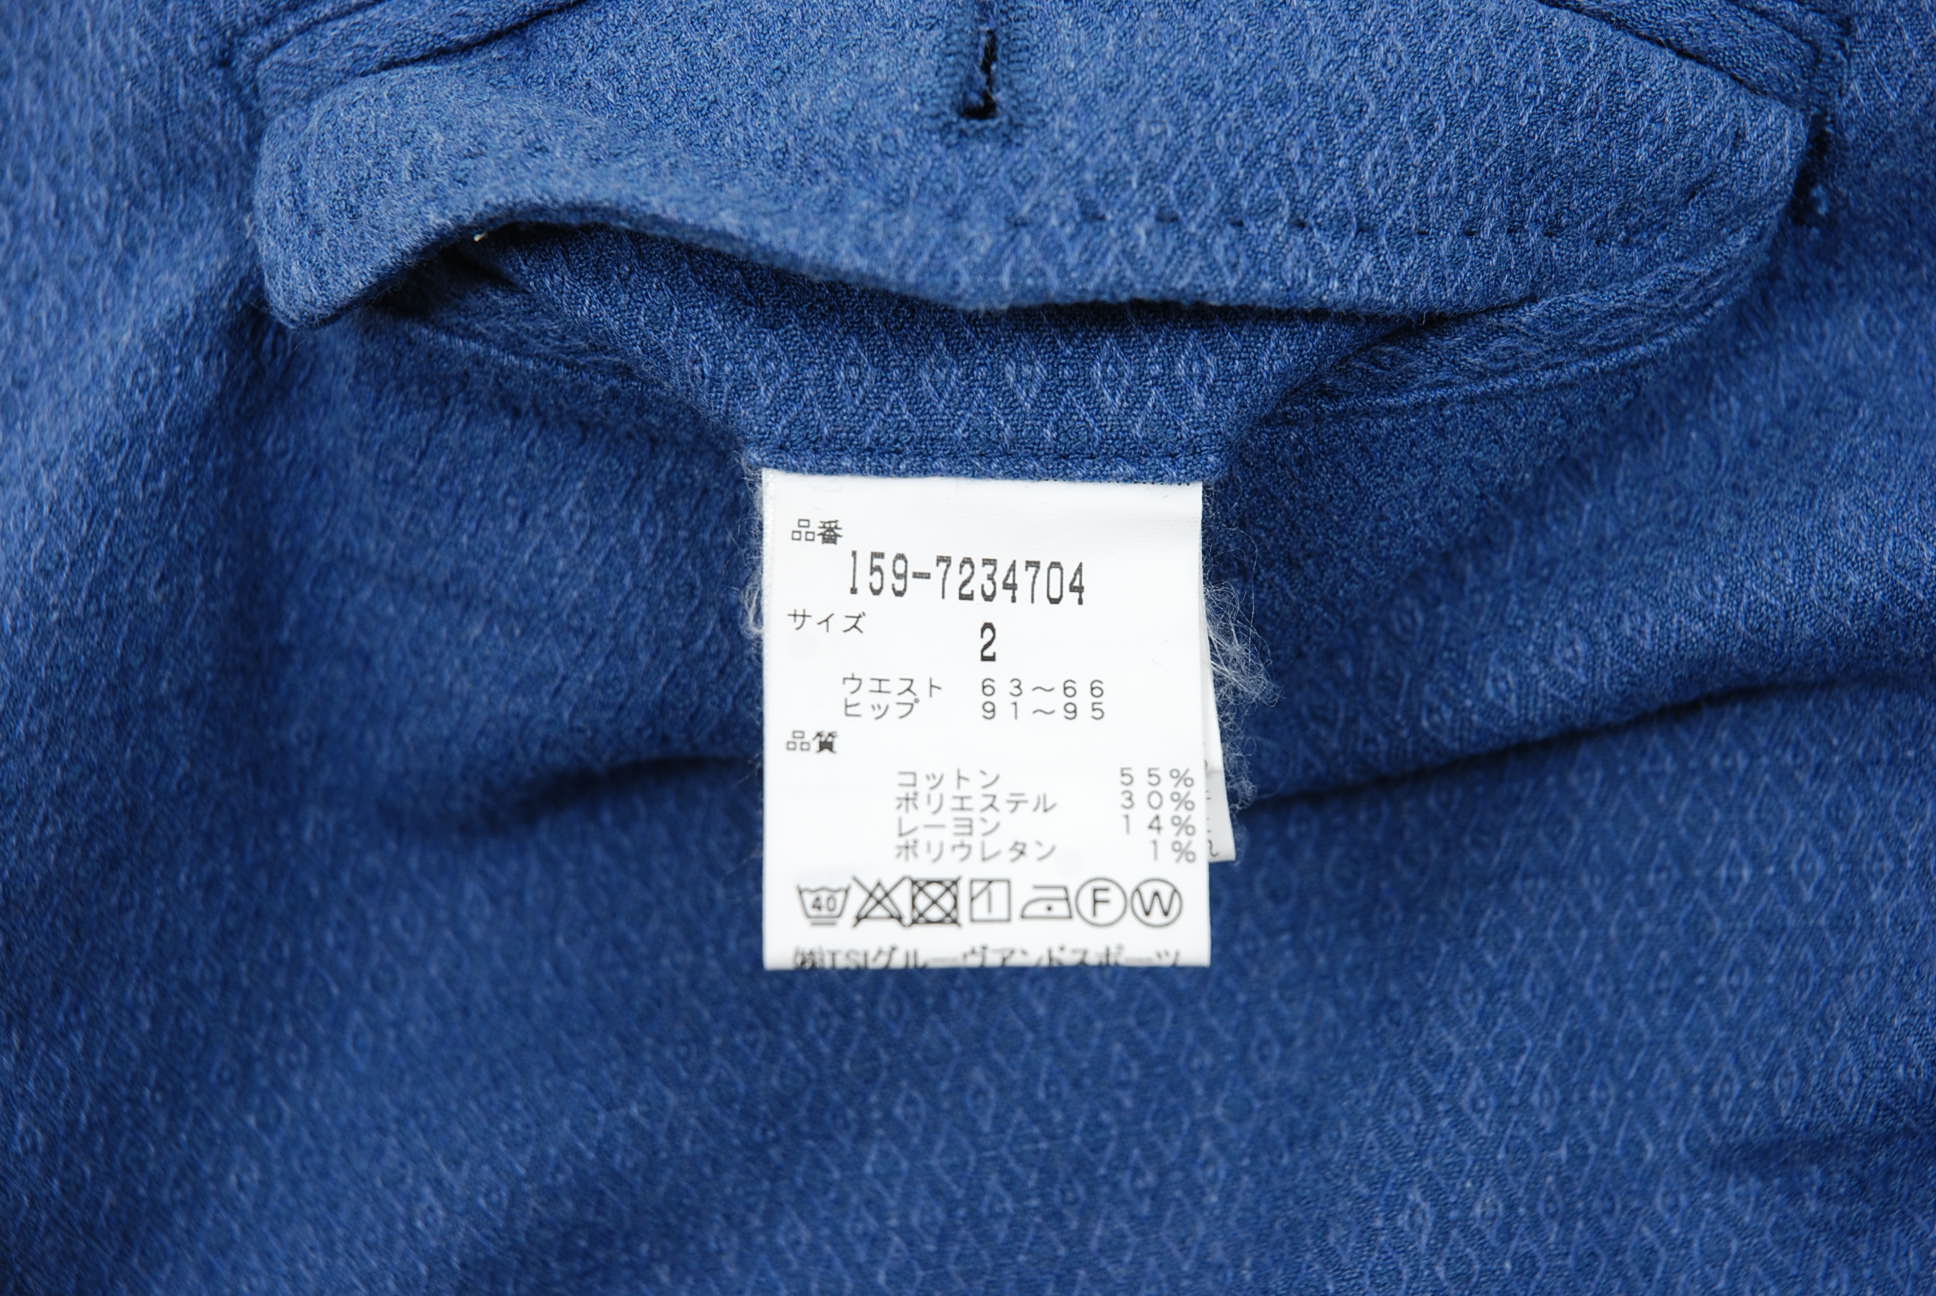 品番
159-7234704
サイズ
2
ウエスト 63～66
ヒップ 91～95
品質
コットン 55%
ポリエステル 30%
レーヨン 14%
ポリウレタン 1%
40 F W
㈱TSIグルーヴアンドスポーツ